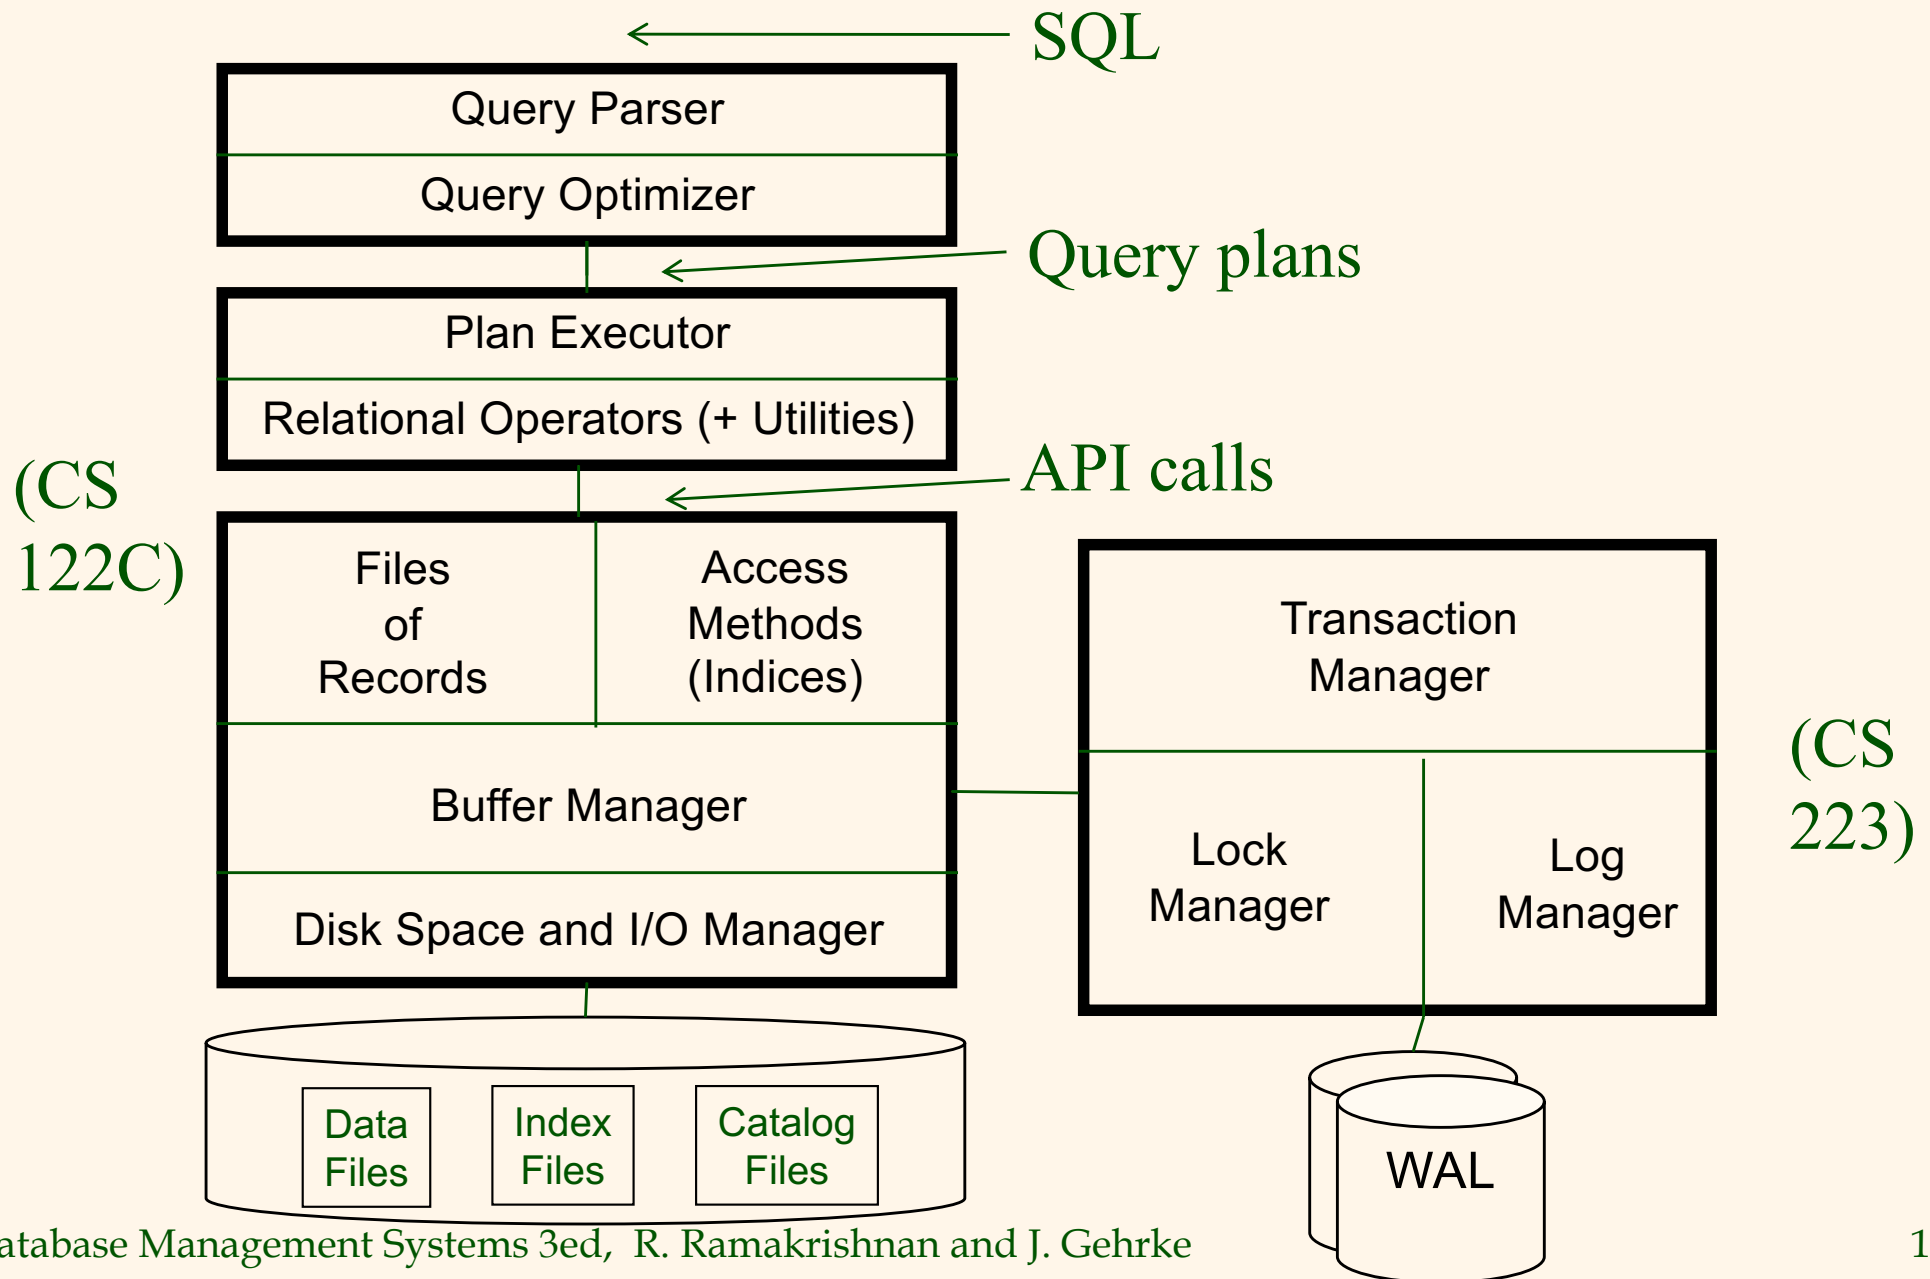 SQL
Query Parser
Query Optimizer
Query plans
Plan Executor
Relational Operators (+ Utilities)
API calls
(CS
122C)
Files
of
Records
Access
Methods
(Indices)
Buffer Manager
Disk Space and I/O Manager
Transaction
Manager
Lock
Manager
Log
Manager
(CS
223)
Data
Files
Index
Files
Catalog
Files
WAL
atabase Management Systems 3ed, R. Ramakrishnan and J. Gehrke
1